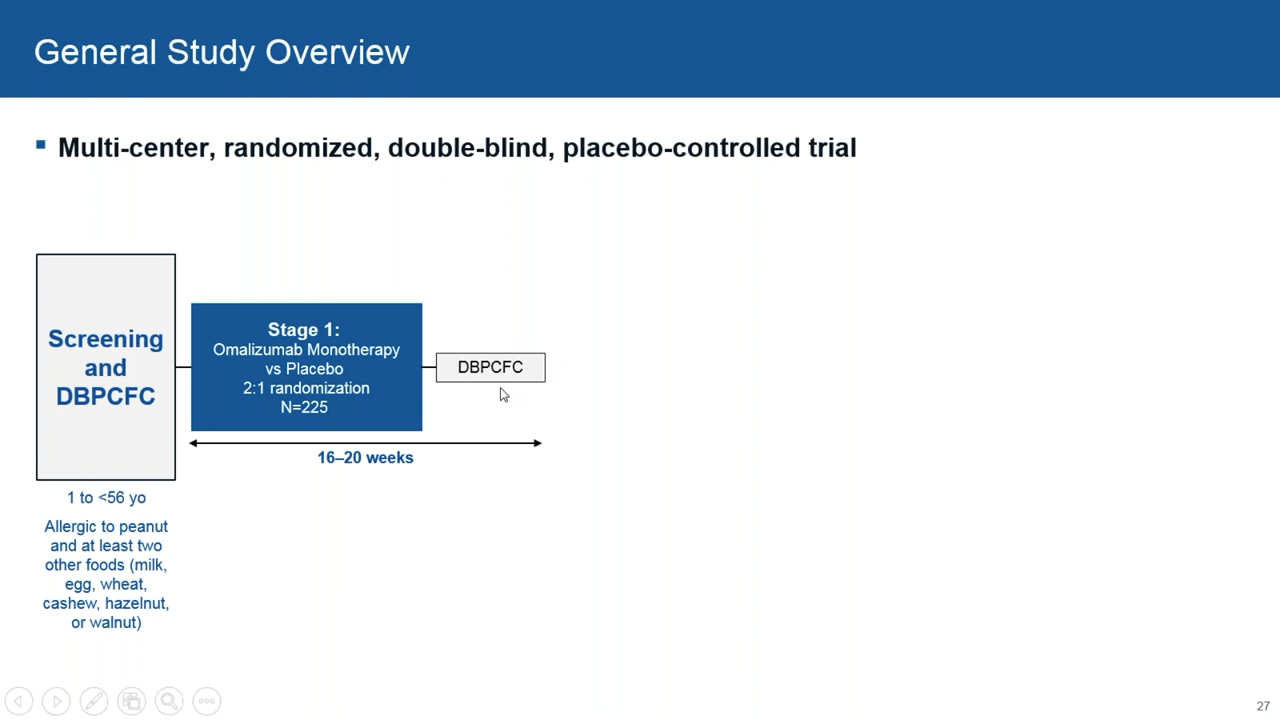 General Study Overview
Multi-center, randomized, double-blind, placebo-controlled trial
Screening
and
DBPCFC
Stage 1:
Omalizumab Monotherapy
vs Placebo
2:1 randomization
N=225
DBPCFC
16–20 weeks
1 to <56 yo
Allergic to peanut
and at least two
other foods (milk,
egg, wheat,
cashew, hazelnut,
or walnut)
27